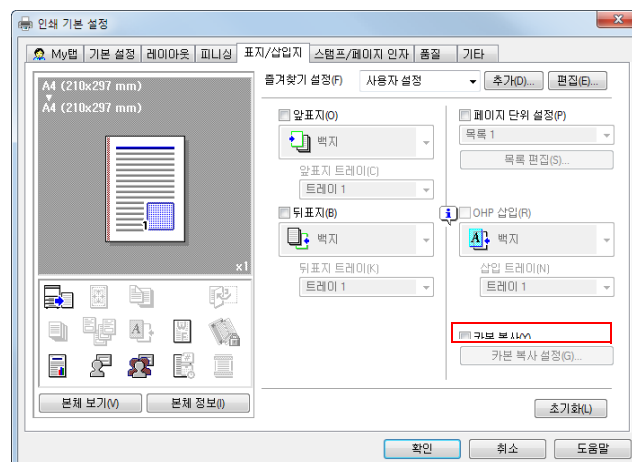 인쇄 기본 설정
My탭 기본 설정 레이아웃 피니싱 표지/삽입지 스탬프/페이지 인자 품질 기타
A4 (210x297 mm)
A4 (210x297 mm)
1
x1
본체 보기(V) 본체 정보(I)
즐겨찾기 설정(F) 사용자 설정 추가(D)... 편집(E)...
앞표지(O)
백지
앞표지 트레이(C)
트레이 1
뒤표지(B)
백지
뒤표지 트레이(K)
트레이 1
페이지 단위 설정(P)
목록 1
목록 편집(S)...
OHP 삽입(R)
백지
삽입 트레이(N)
트레이 1
카본 복사(Y)
카본 복사 설정(G)...
초기화(L)
확인 취소 도움말